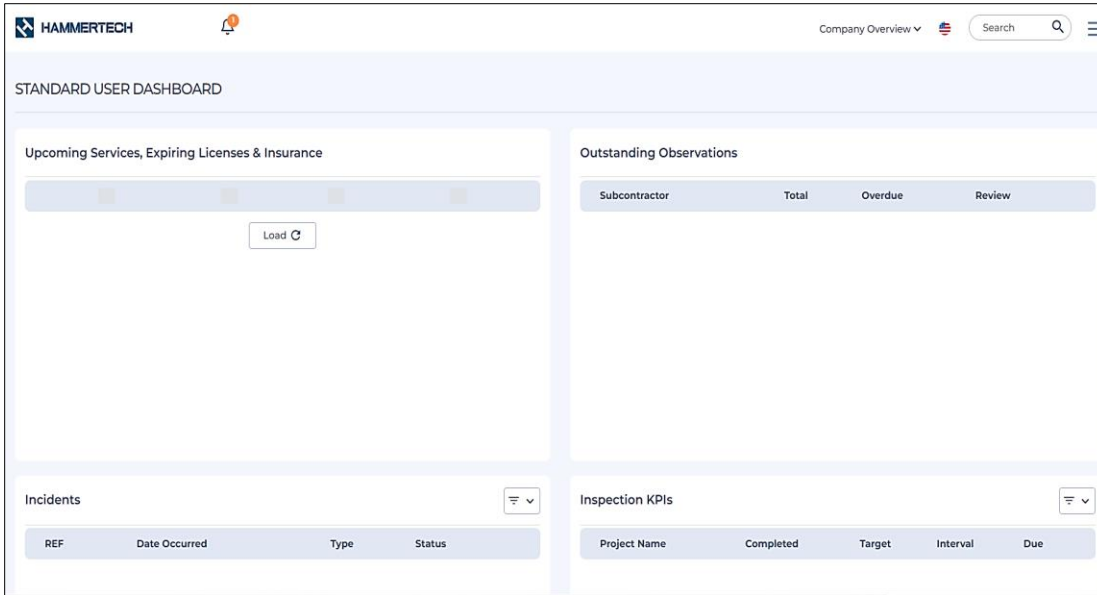 HAMMERTECH
1
Company Overview
Search
STANDARD USER DASHBOARD
Upcoming Services, Expiring Licenses & Insurance
Load
Outstanding Observations
Subcontractor Total Overdue Review
Incidents
REF Date Occurred Type Status
Inspection KPIs
Project Name Completed Target Interval Due